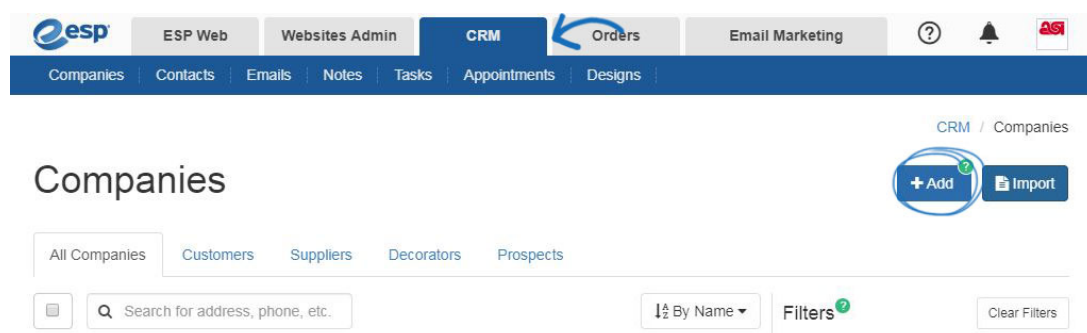 esp ESP Web Websites Admin CRM Orders Email Marketing ? asi
Companies Contacts Emails Notes Tasks Appointments Designs
CRM / Companies
Companies
+ Add ? Import
All Companies Customers Suppliers Decorators Prospects
Search for address, phone, etc. A Z By Name Filters ? Clear Filters